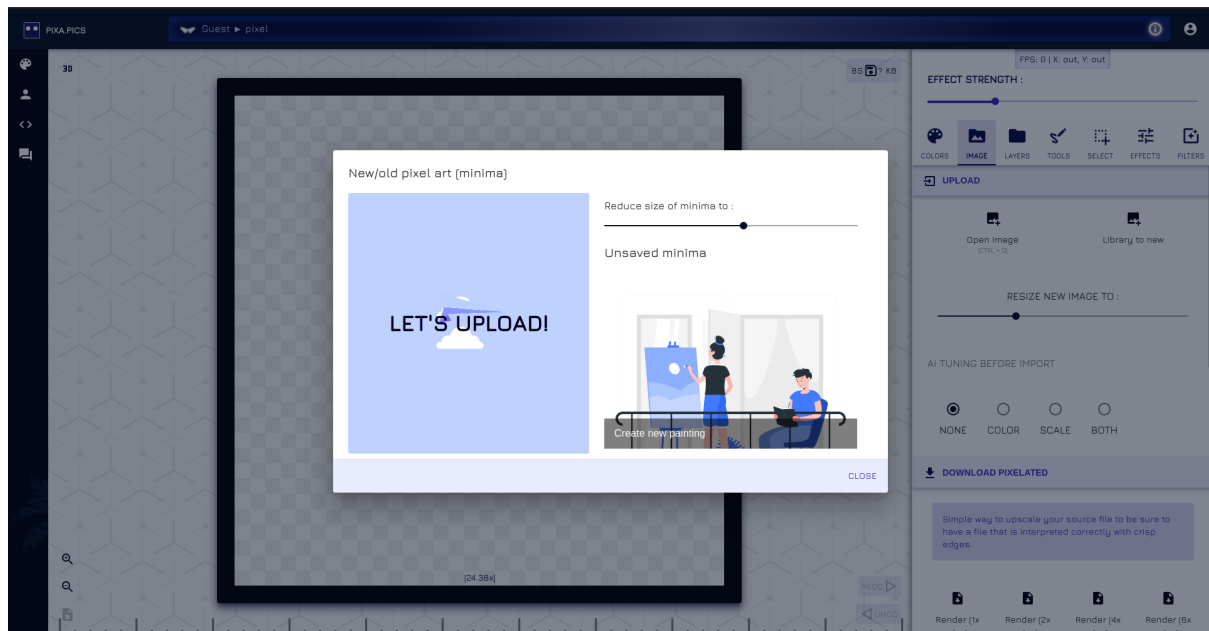 PIXA.PICS
Guest ► pixel
3D
BS ? KB
FPS: 0 | X: out, Y: out
EFFECT STRENGTH :
COLORS IMAGE LAYERS TOOLS SELECT EFFECTS FILTERS
UPLOAD
Open Image
[CTRL + O]
Library to new
RESIZE NEW IMAGE TO :
AI TUNING BEFORE IMPORT
NONE COLOR SCALE BOTH
DOWNLOAD PIXELATED
Simple way to upscale your source file to be sure to
have a file that is interpreted correctly with crisp
edges.
Render (1x Render (2x Render (4x Render (6x
New/old pixel art (minima)
LET'S UPLOAD!
Reduce size of minima to :
Unsaved minima
Create new painting
CLOSE
[24.38x]
REDO
UNDO